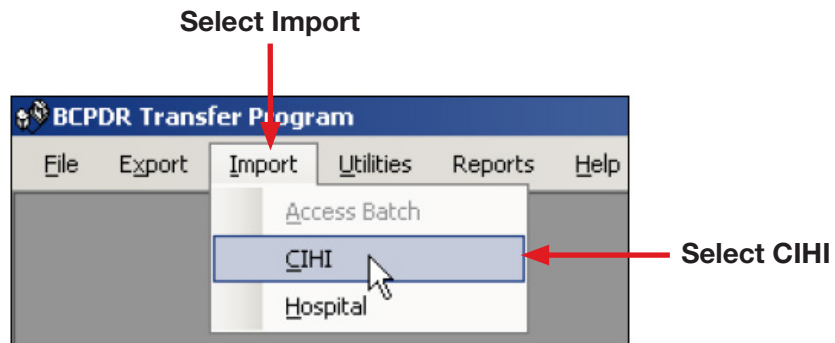 Select Import
BCPDR Transfer Program
File Export Import Utilities Reports Help
Access Batch
CIHI
Select CIHI
Hospital